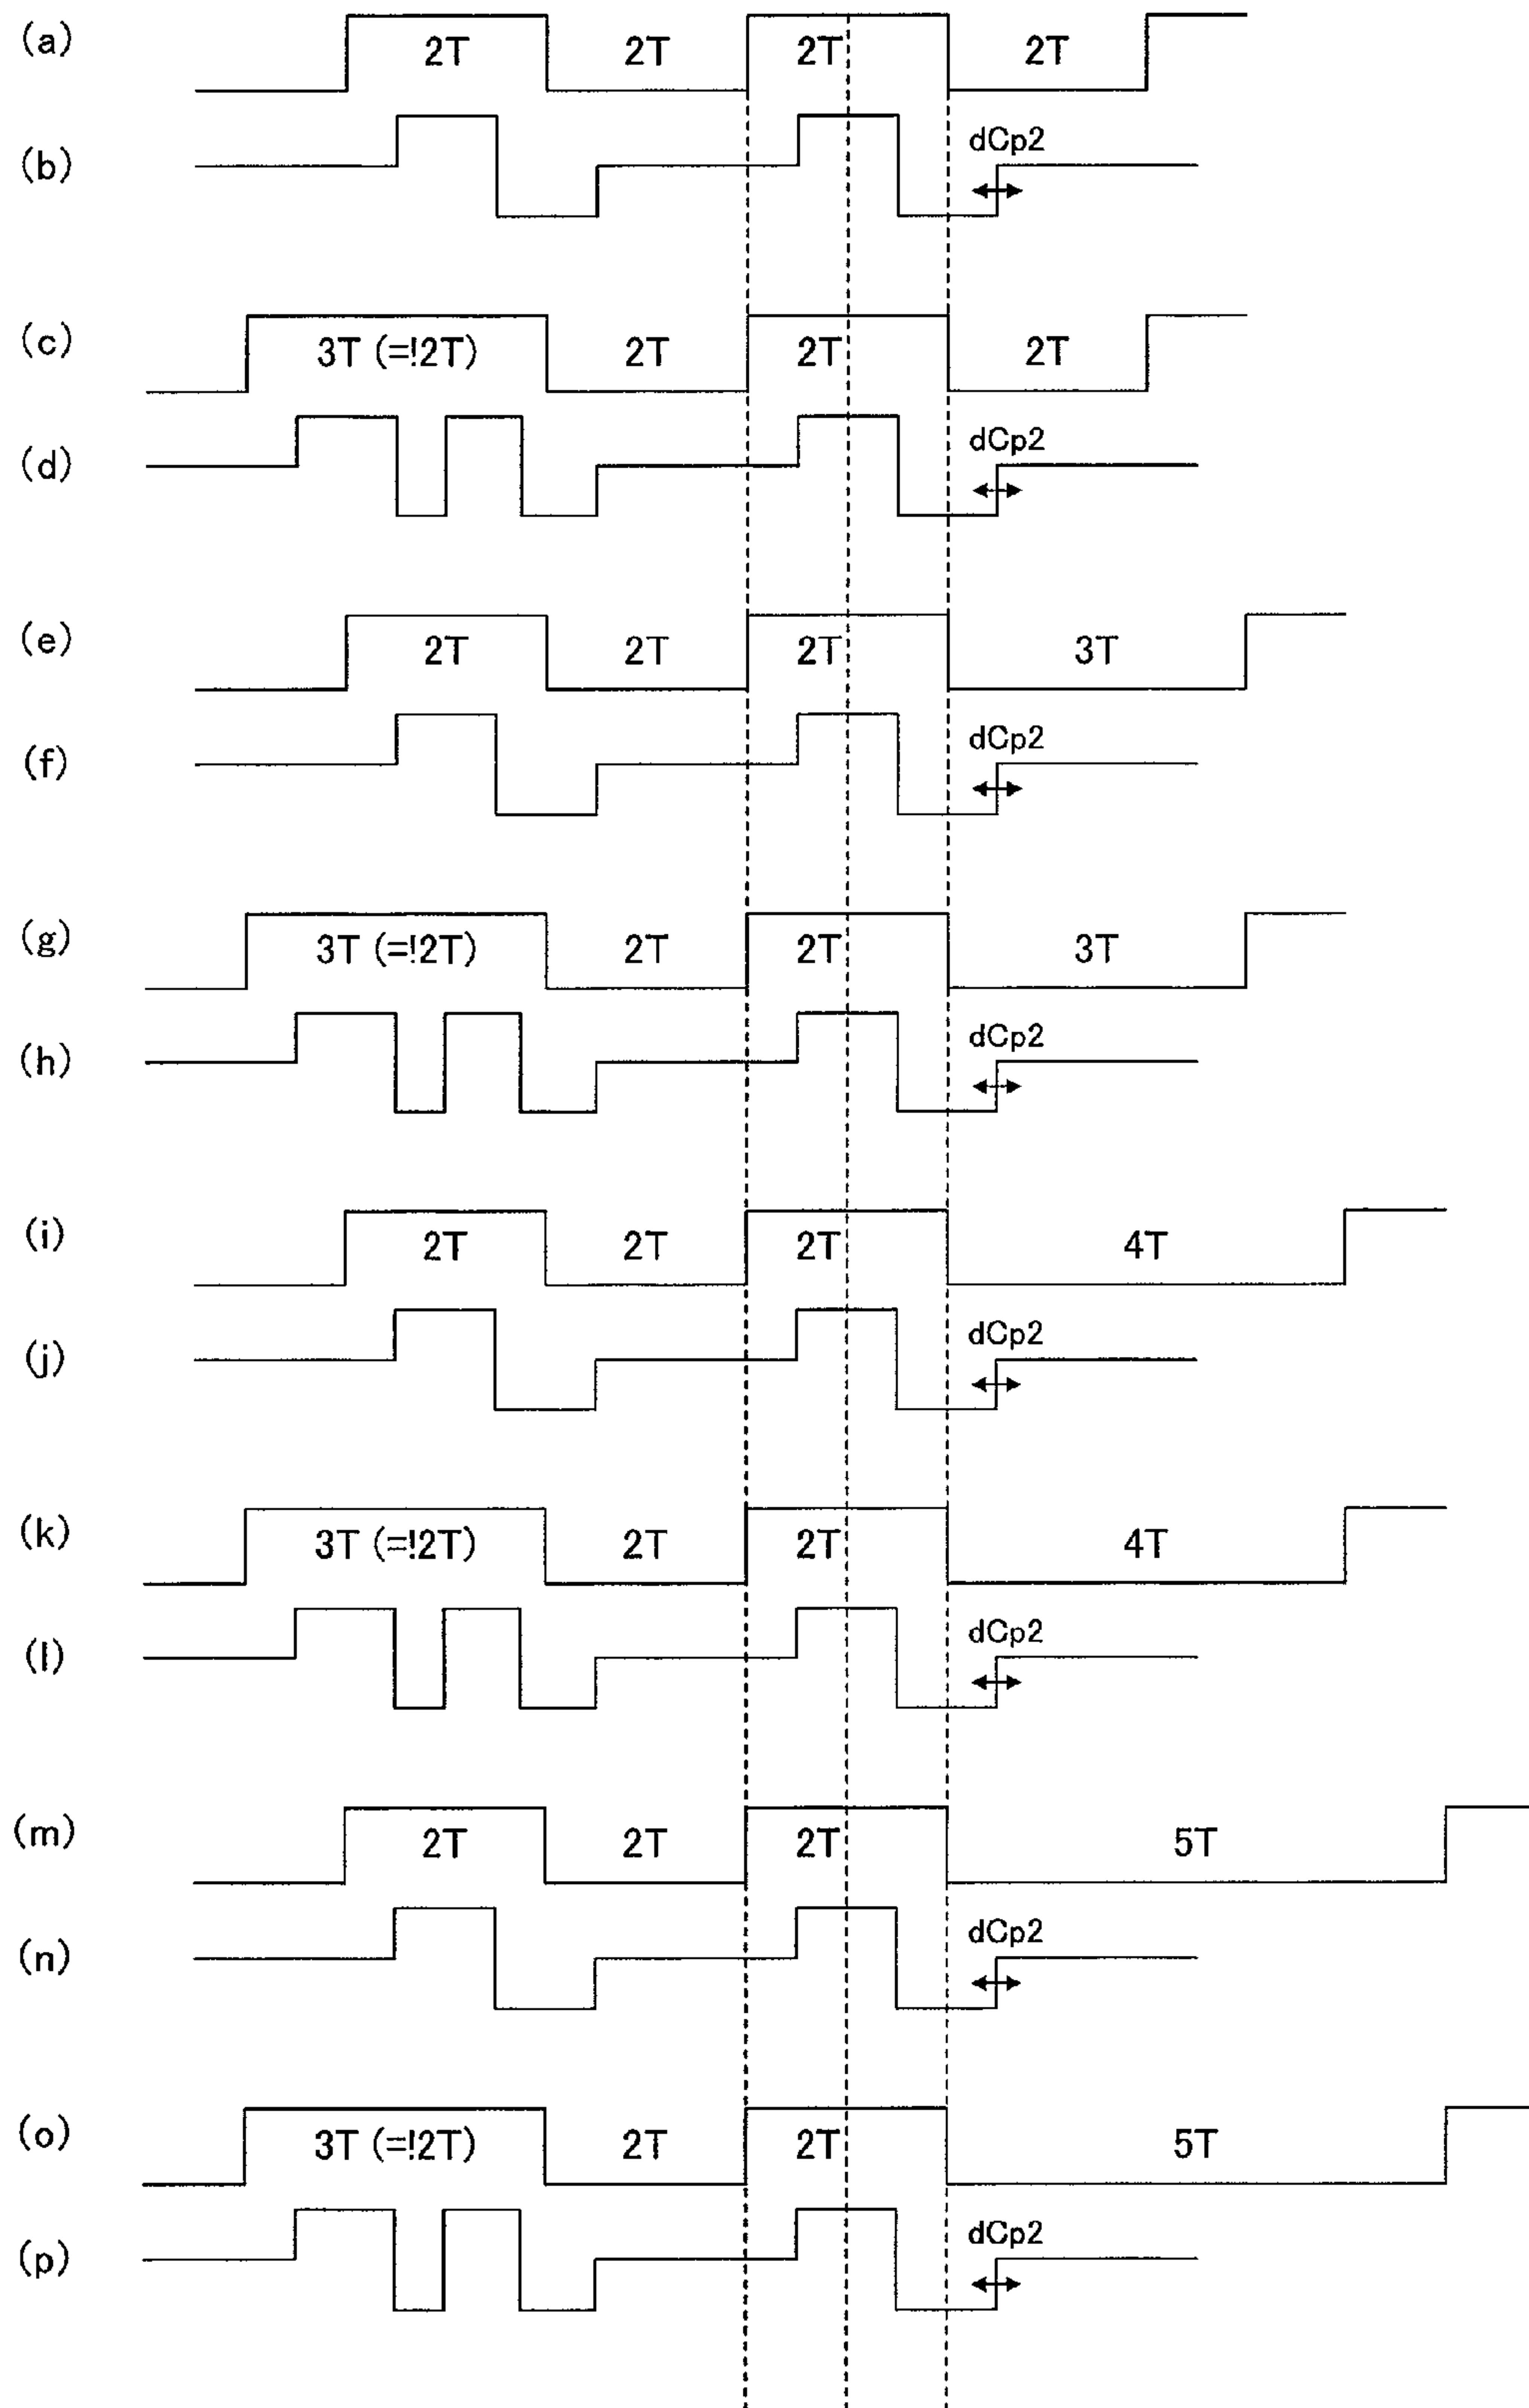 (a) 2T 2T 2T 2T
(b) dCp2
(c) 3T (=!2T) 2T 2T 2T
(d) dCp2
(e) 2T 2T 2T 3T
(f) dCp2
(g) 3T (=!2T) 2T 2T 3T
(h) dCp2
(i) 2T 2T 2T 4T
(j) dCp2
(k) 3T (=!2T) 2T 2T 4T
(l) dCp2
(m) 2T 2T 2T 5T
(n) dCp2
(o) 3T (=!2T) 2T 2T 5T
(p) dCp2